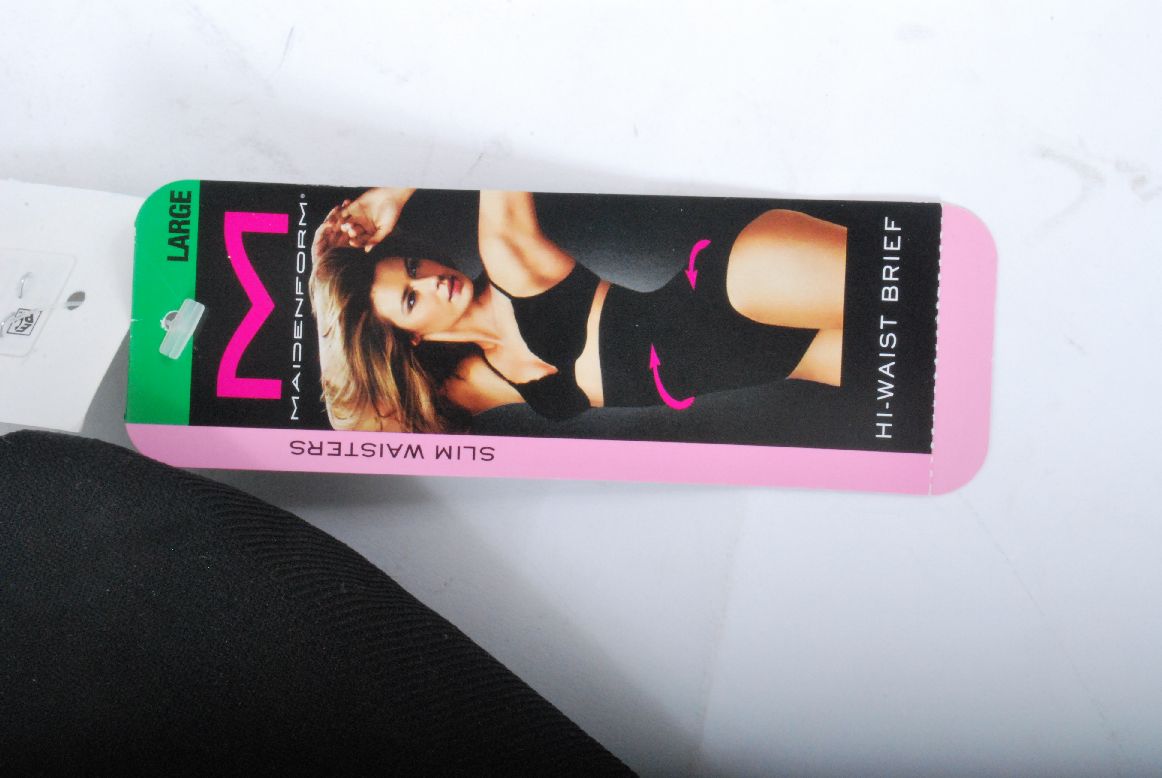 LARGE
M
MAIDENFORM®
HI-WAIST BRIEF
SLIM WAISTERS